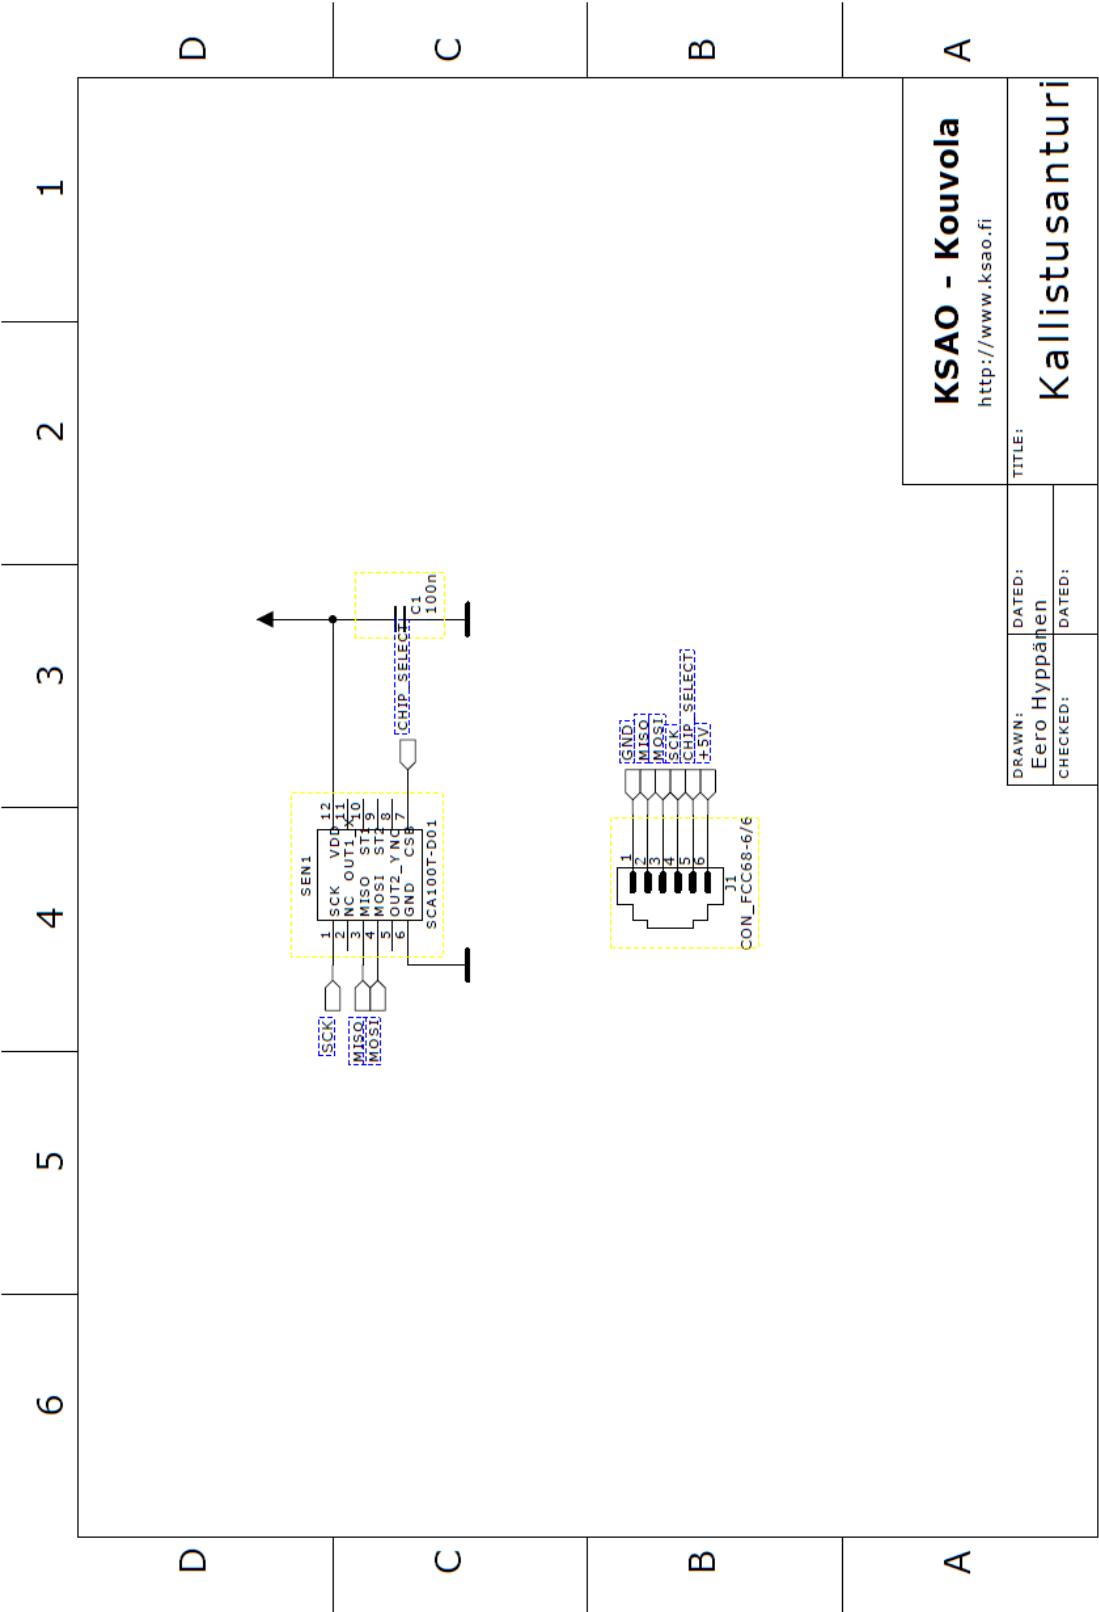 6
5
4
3
2
1
D
D
SEN1
SCK
1
SCK
VDD
12
2
NC
OUT1_X
11
MISO
3
MISO
ST1
10
MOSI
4
MOSI
ST2
9
5
OUT2_Y
NC
8
6
GND
CSB
7
CHIP_SELECT
C1
100n
SCA100T-D01
C
C
1
GND
2
MISO
3
MOSI
4
SCK
5
CHIP_SELECT
6
+5V
J1
CON_FCC68-6/6
B
B
KSAO - Kouvola
http://www.ksao.fi
DRAWN:
DATED:
TITLE:
Eero Hyppänen
Kallistusanturi
CHECKED:
DATED:
A
A